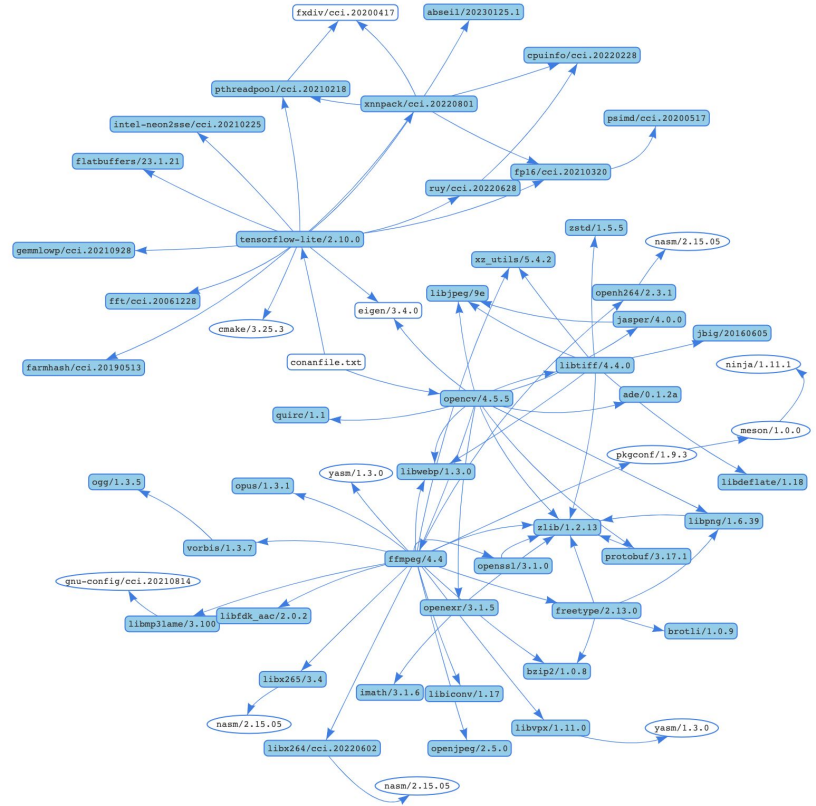 fxdiv/cci.20200417
abseil/20230125.1
cpuinfo/cci.20220228
pthreadpool/cci.20210218
xnnpack/cci.20220801
intel-neon2sse/cci.20210225
psimd/cci.20200517
flatbuffers/23.1.21
fp16/cci.20210320
ruy/cci.20220628
zstd/1.5.5
tensorflow-lite/2.10.0
nasm/2.15.05
gemmlowp/cci.20210928
xz_utils/5.4.2
libjpeg/9e
openh264/2.3.1
fft/cci.20061228
eigen/3.4.0
jasper/4.0.0
cmake/3.25.3
jbig/20160605
conanfile.txt
libtiff/4.4.0
ninja/1.11.1
farmhash/cci.20190513
opencv/4.5.5
ade/0.1.2a
quirc/1.1
meson/1.0.0
pkgconf/1.9.3
libwebp/1.3.0
yasm/1.3.0
ogg/1.3.5
opus/1.3.1
libdeflate/1.18
zlib/1.2.13
libpng/1.6.39
vorbis/1.3.7
ffmpeg/4.4
protobuf/3.17.1
openssl/3.1.0
gnu-config/cci.20210814
openexr/3.1.5
freetype/2.13.0
libfdk_aac/2.0.2
libmp3lame/3.100
brotli/1.0.9
bzip2/1.0.8
libx265/3.4
imath/3.1.6
libiconv/1.17
nasm/2.15.05
libvpx/1.11.0
yasm/1.3.0
libx264/cci.20220602
openjpeg/2.5.0
nasm/2.15.05